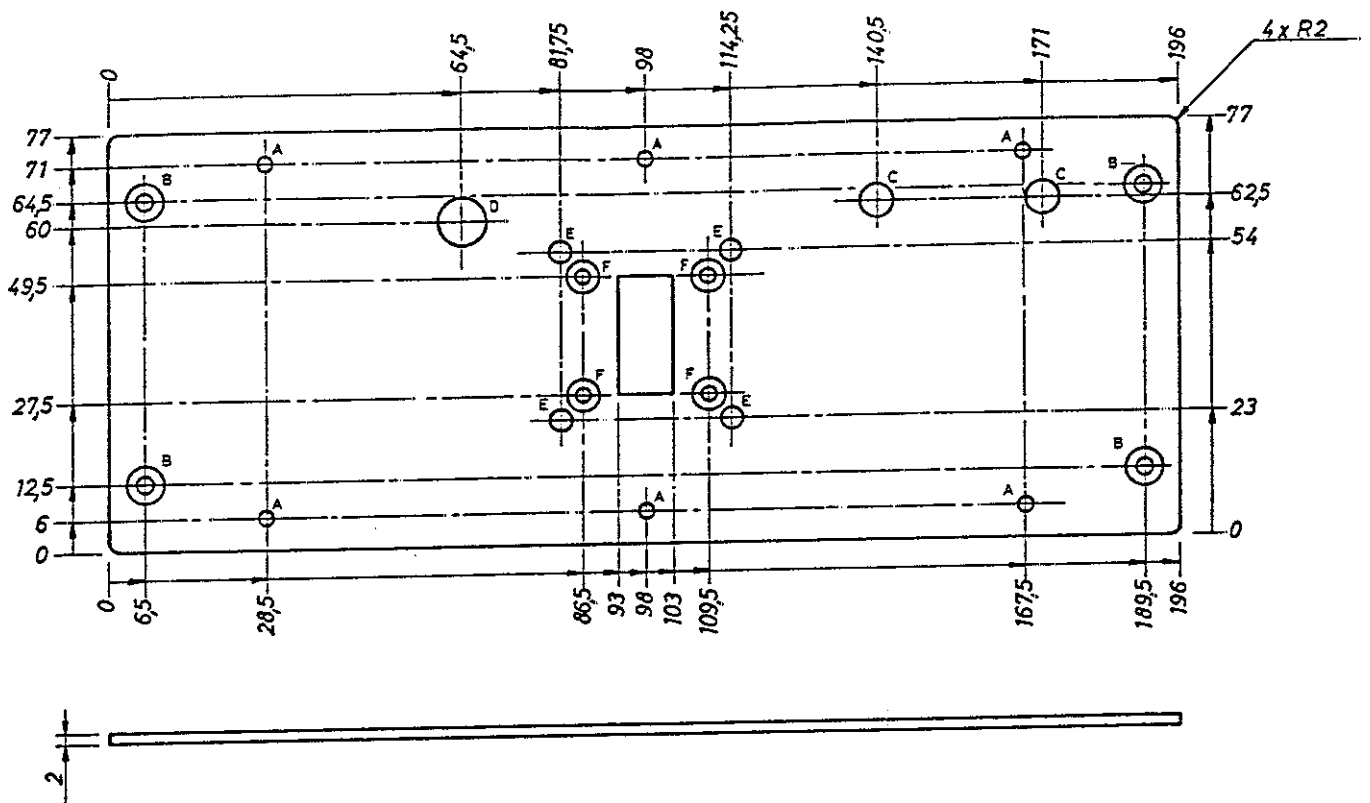 0 64,5 81,75 98 114,25 140,5 171 196
4 x R2
77 77
A A A
71
B B
C C
64,5 62,5
D
60
E E 54
F F
49,5
F F
27,5 23
E E
B B
12,5
A A A
6
0 0
0 6,5 28,5 86,5 93 98 103 109,5 167,5 189,5 196
2